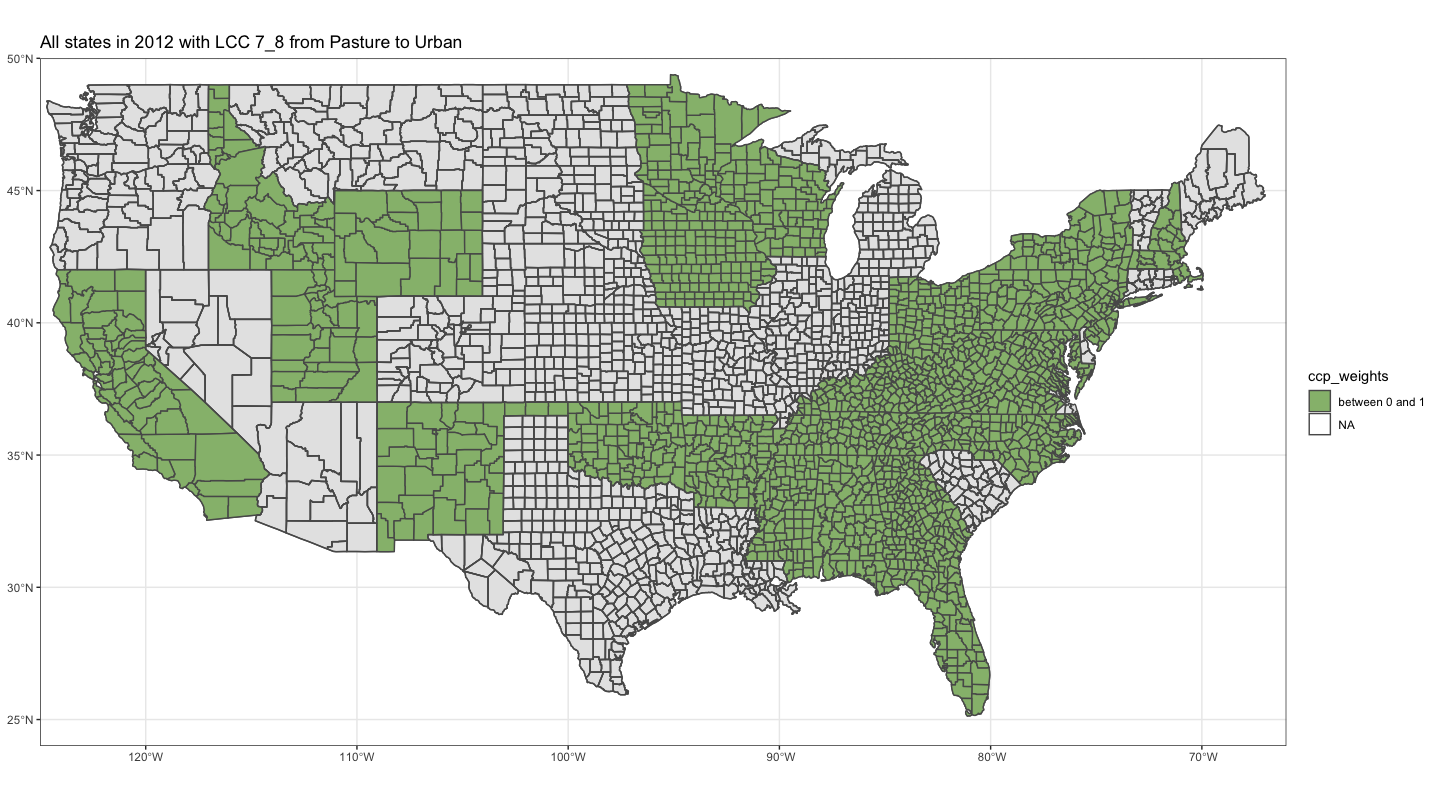 All states in 2012 with LCC 7_8 from Pasture to Urban
50°N
45°N
40°N
35°N
30°N
25°N
120°W
110°W
100°W
90°W
80°W
70°W
ccp_weights
between 0 and 1
NA